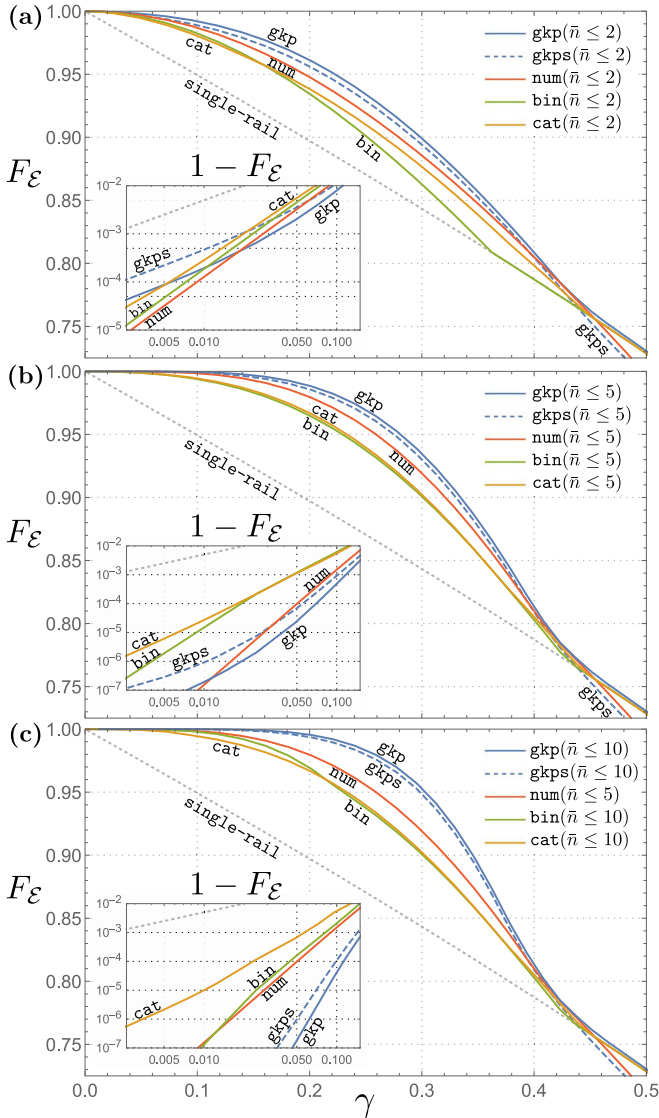 (a)
1.00
0.95
0.90
0.85
0.80
0.75
F_ℰ
gkp
cat
num
single-rail
bin
gkps
gkp(n̄ ≤ 2)
gkps(n̄ ≤ 2)
num(n̄ ≤ 2)
bin(n̄ ≤ 2)
cat(n̄ ≤ 2)
1 − F_ℰ
10⁻²
10⁻³
10⁻⁴
10⁻⁵
cat
gkp
gkps
bin
num
0.005 0.010 0.050 0.100
(b)
1.00
0.95
0.90
0.85
0.80
0.75
F_ℰ
gkp
cat
bin
num
single-rail
gkps
gkp(n̄ ≤ 5)
gkps(n̄ ≤ 5)
num(n̄ ≤ 5)
bin(n̄ ≤ 5)
cat(n̄ ≤ 5)
1 − F_ℰ
10⁻²
10⁻³
10⁻⁴
10⁻⁵
10⁻⁶
10⁻⁷
num
cat
bin
gkps
gkp
0.005 0.010 0.050 0.100
(c)
1.00
0.95
0.90
0.85
0.80
0.75
F_ℰ
cat
gkp
num
gkps
bin
single-rail
gkp(n̄ ≤ 10)
gkps(n̄ ≤ 10)
num(n̄ ≤ 5)
bin(n̄ ≤ 10)
cat(n̄ ≤ 10)
1 − F_ℰ
10⁻²
10⁻³
10⁻⁴
10⁻⁵
10⁻⁶
10⁻⁷
cat
bin
num
gkps
gkp
0.005 0.010 0.050 0.100
0.0 0.1 0.2 0.3 0.4 0.5
γ